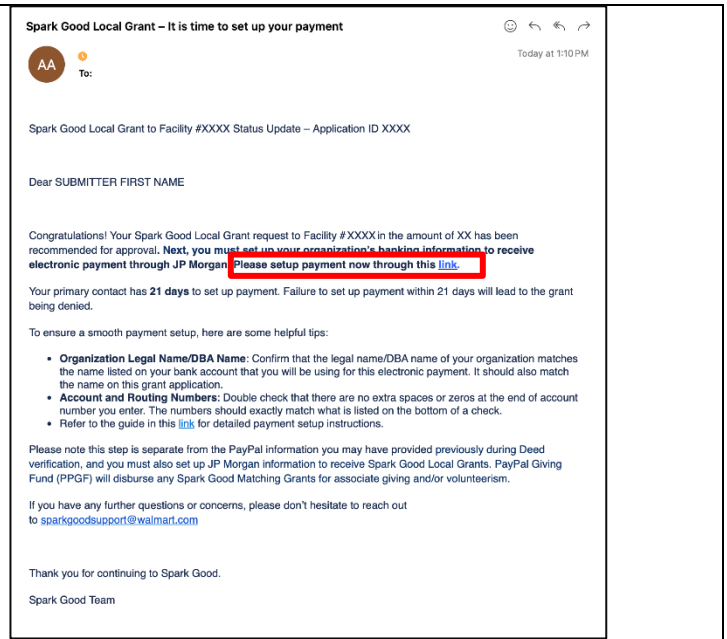 Spark Good Local Grant – It is time to set up your payment
AA
Today at 1:10 PM
To:
Spark Good Local Grant to Facility #XXXX Status Update – Application ID XXXX
Dear SUBMITTER FIRST NAME
Congratulations! Your Spark Good Local Grant request to Facility #XXXX in the amount of XX has been
recommended for approval. Next, you must set up your organization's banking information to receive
electronic payment through JP Morgan. Please setup payment now through this link.
Your primary contact has 21 days to set up payment. Failure to set up payment within 21 days will lead to the grant
being denied.
To ensure a smooth payment setup, here are some helpful tips:
• Organization Legal Name/DBA Name: Confirm that the legal name/DBA name of your organization matches
the name listed on your bank account that you will be using for this electronic payment. It should also match
the name on this grant application.
• Account and Routing Numbers: Double check that there are no extra spaces or zeros at the end of account
number you enter. The numbers should exactly match what is listed on the bottom of a check.
• Refer to the guide in this link for detailed payment setup instructions.
Please note this step is separate from the PayPal information you may have provided previously during Deed
verification, and you must also set up JP Morgan information to receive Spark Good Local Grants. PayPal Giving
Fund (PPGF) will disburse any Spark Good Matching Grants for associate giving and/or volunteerism.
If you have any further questions or concerns, please don't hesitate to reach out
to sparkgoodsupport@walmart.com
Thank you for continuing to Spark Good.
Spark Good Team